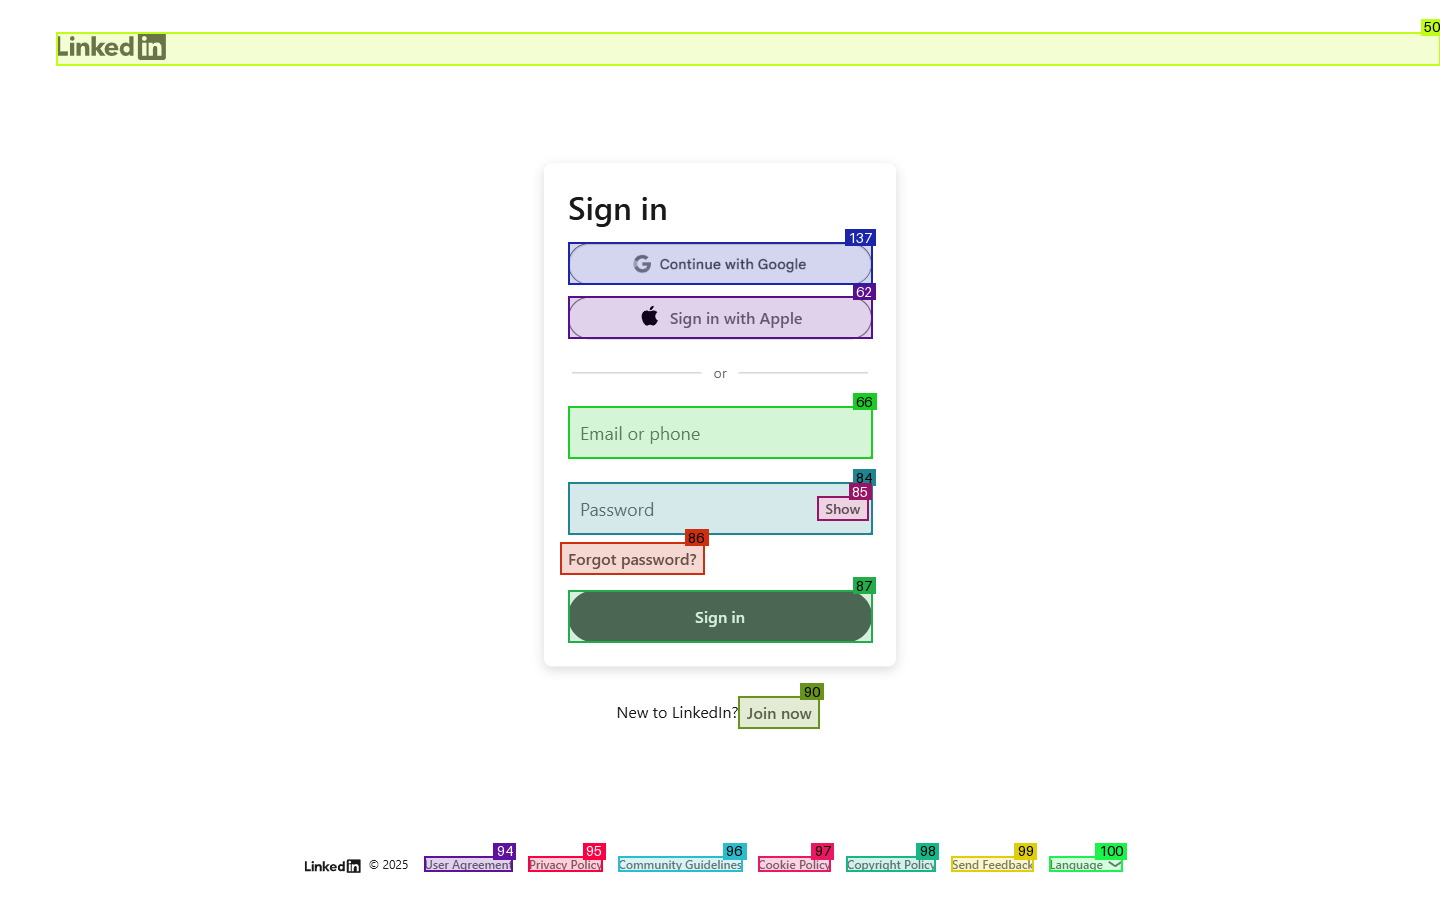 50
Linked in
Sign in
137
Continue with Google
62
Sign in with Apple
or
66
Email or phone
84
85
Password
Show
86
Forgot password?
87
Sign in
90
New to LinkedIn? Join now
94 95 96 97 98 99 100
Linked in © 2025 User Agreement Privacy Policy Community Guidelines Cookie Policy Copyright Policy Send Feedback Language